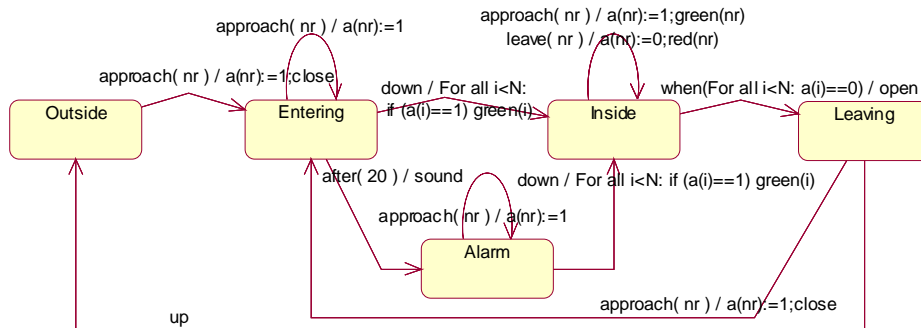 approach( nr ) / a(nr):=1;green(nr)
approach( nr ) / a(nr):=1
leave( nr ) / a(nr):=0;red(nr)
approach( nr ) / a(nr):=1;close
down / For all i<N:
if (a(i)==1) green(i)
when(For all i<N: a(i)==0) / open
Outside
Entering
Inside
Leaving
after( 20 ) / sound
down / For all i<N: if (a(i)==1) green(i)
approach( nr ) / a(nr):=1
Alarm
approach( nr ) / a(nr):=1;close
up